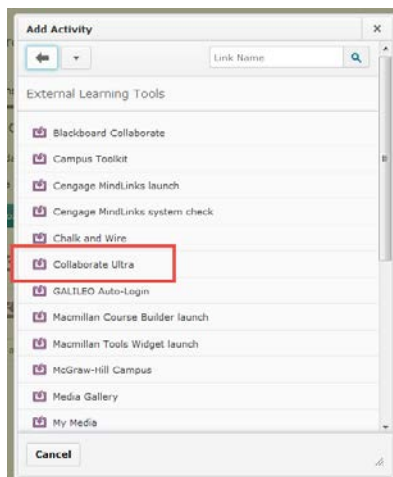 Add Activity
Link Name
External Learning Tools
Blackboard Collaborate
Campus Toolkit
Cengage MindLinks launch
Cengage MindLinks system check
Chalk and Wire
Collaborate Ultra
GALILEO Auto-Login
Macmillan Course Builder launch
Macmillan Tools Widget launch
McGraw-Hill Campus
Media Gallery
My Media
Cancel